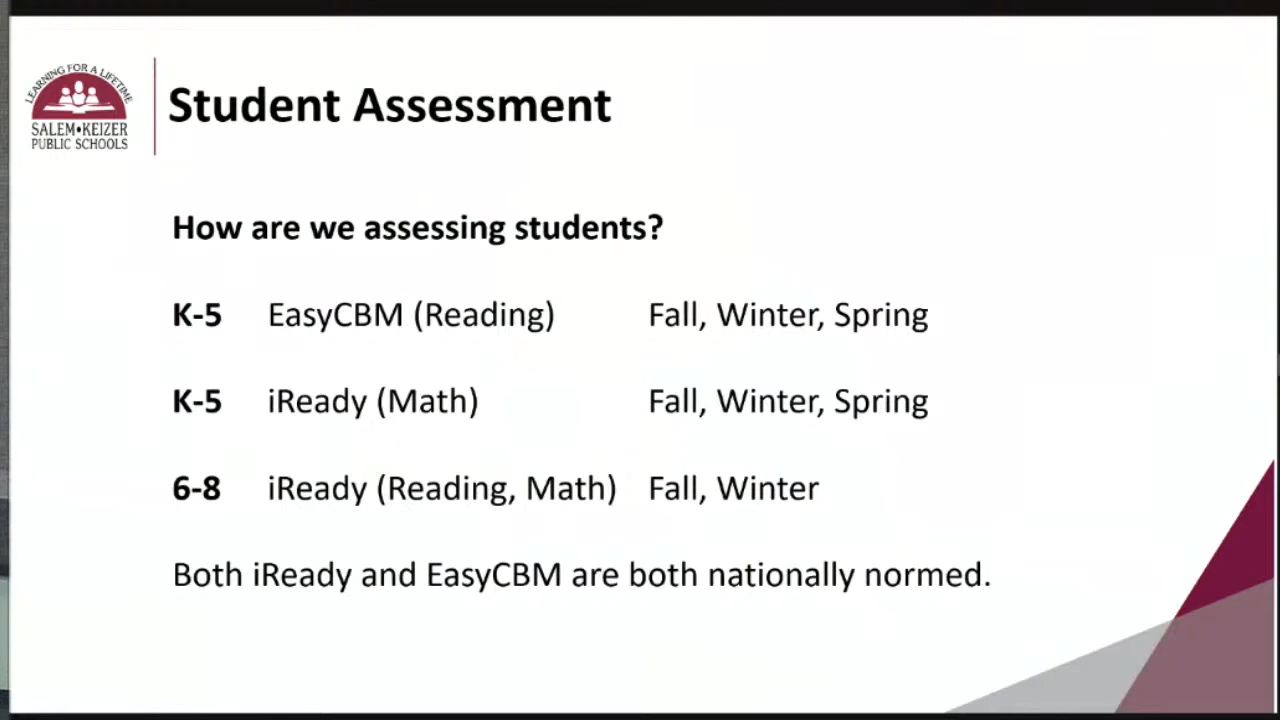 LEARNING FOR A LIFETIME
SALEM•KEIZER
PUBLIC SCHOOLS
Student Assessment
How are we assessing students?
K-5 EasyCBM (Reading) Fall, Winter, Spring
K-5 iReady (Math) Fall, Winter, Spring
6-8 iReady (Reading, Math) Fall, Winter
Both iReady and EasyCBM are both nationally normed.